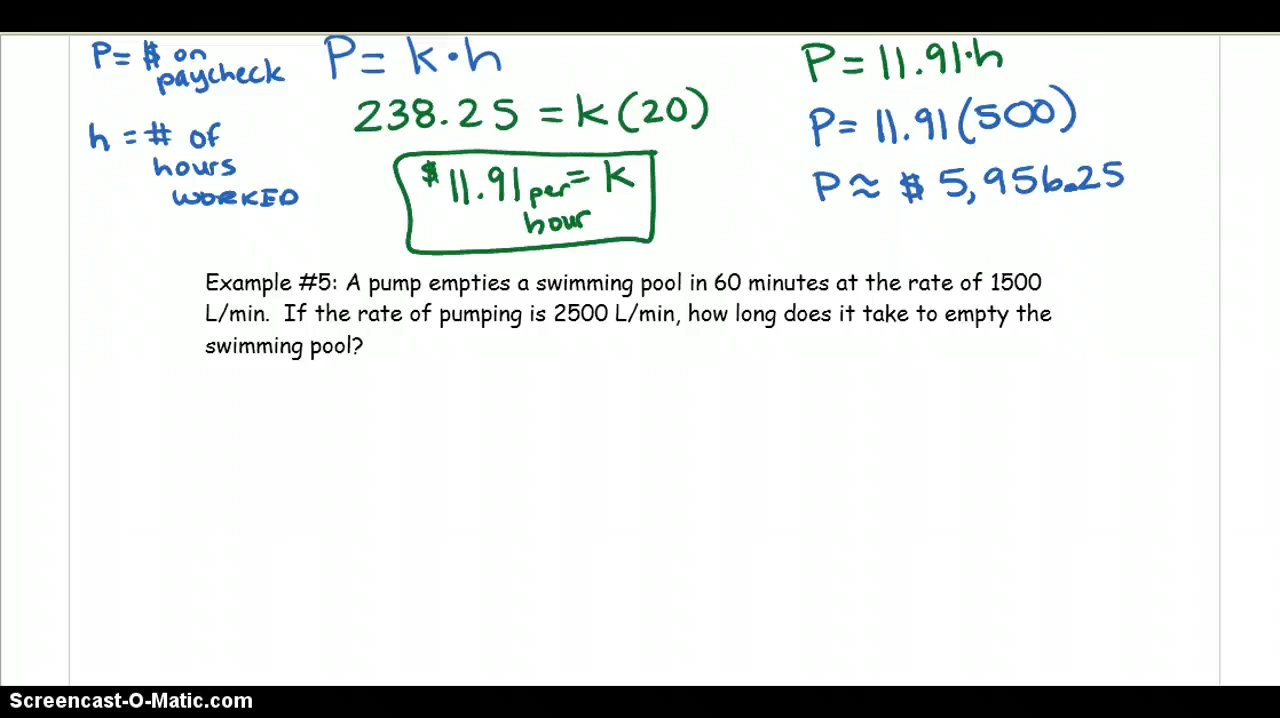 P = $ on paycheck
h = # of hours WORKED
P = k · h
238.25 = k (20)
$11.91 per hour = k
P = 11.91 · h
P = 11.91 (500)
P ≈ $ 5,956.25
Example #5: A pump empties a swimming pool in 60 minutes at the rate of 1500
L/min. If the rate of pumping is 2500 L/min, how long does it take to empty the
swimming pool?
Screencast-O-Matic.com